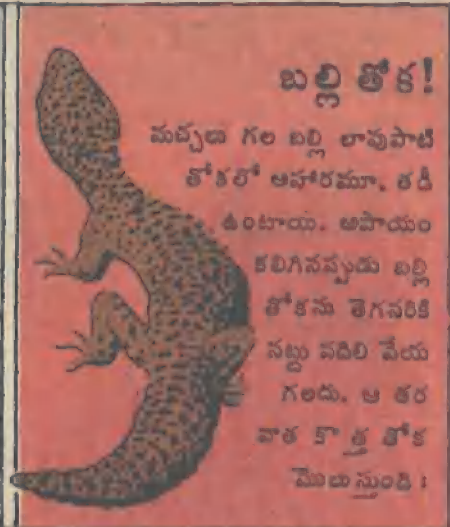 బల్లి తోక!
మచ్చలు గల బల్లి లావుపాటి
తోకలో ఆహారమూ, తడీ
ఉంటాయి. అపాయం
కలిగినప్పుడు బల్లి
తోకను తెగనరికి
నట్టు వదిలి వేయ
గలదు. ఆ తర
వాత కొత్త తోక
మొలుస్తుంది!